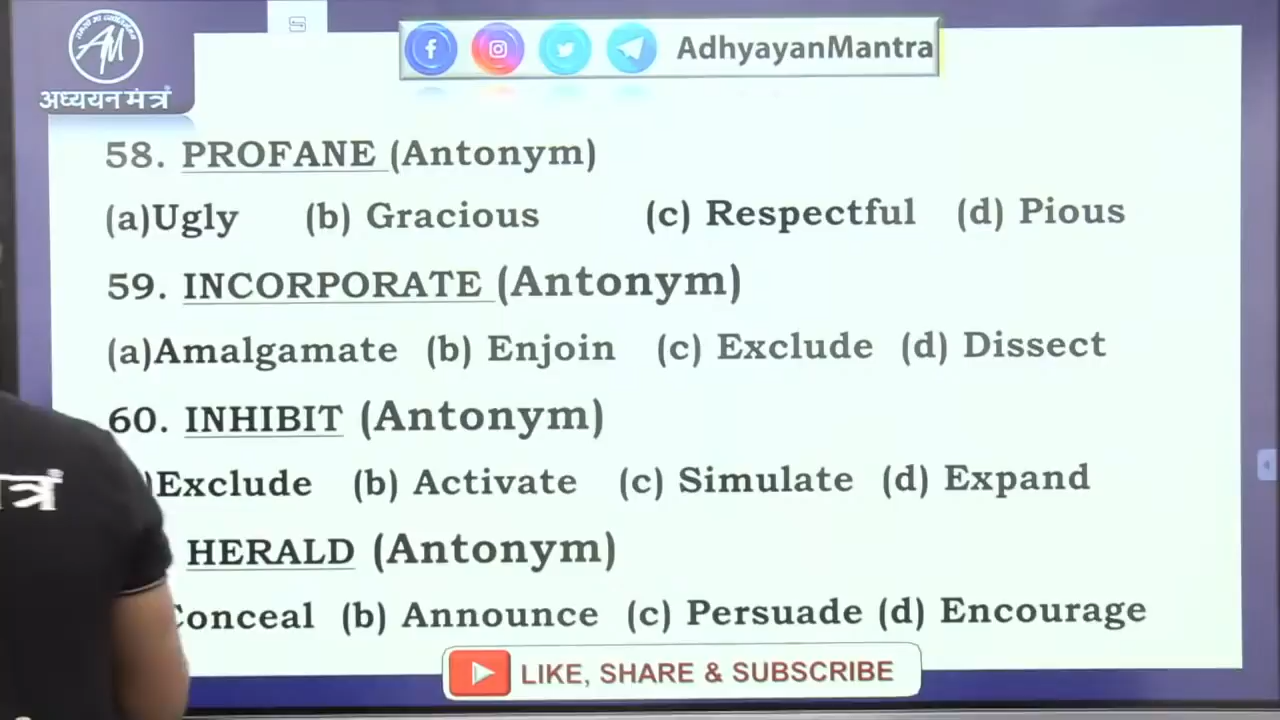 AM
अध्ययन मंत्रं
AdhyayanMantra
58. PROFANE (Antonym)
(a)Ugly (b) Gracious (c) Respectful (d) Pious
59. INCORPORATE (Antonym)
(a)Amalgamate (b) Enjoin (c) Exclude (d) Dissect
60. INHIBIT (Antonym)
)Exclude (b) Activate (c) Simulate (d) Expand
HERALD (Antonym)
Conceal (b) Announce (c) Persuade (d) Encourage
LIKE, SHARE & SUBSCRIBE